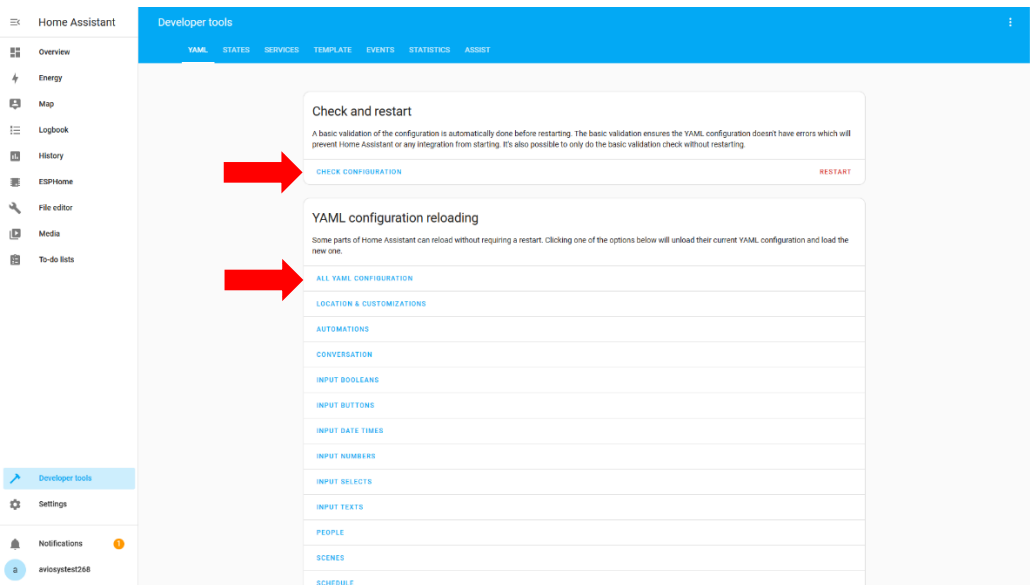 Home Assistant
Overview
Energy
Map
Logbook
History
ESPHome
File editor
Media
To-do lists
Developer tools
Settings
Notifications
1
a
aviosystest268
Developer tools
YAML STATES SERVICES TEMPLATE EVENTS STATISTICS ASSIST
Check and restart
A basic validation of the configuration is automatically done before restarting. The basic validation ensures the YAML configuration doesn't have errors which will
prevent Home Assistant or any integration from starting. It's also possible to only do the basic validation check without restarting.
CHECK CONFIGURATION RESTART
YAML configuration reloading
Some parts of Home Assistant can reload without requiring a restart. Clicking one of the options below will unload their current YAML configuration and load the
new one.
ALL YAML CONFIGURATION
LOCATION & CUSTOMIZATIONS
AUTOMATIONS
CONVERSATION
INPUT BOOLEANS
INPUT BUTTONS
INPUT DATE TIMES
INPUT NUMBERS
INPUT SELECTS
INPUT TEXTS
PEOPLE
SCENES
SCHEDULE